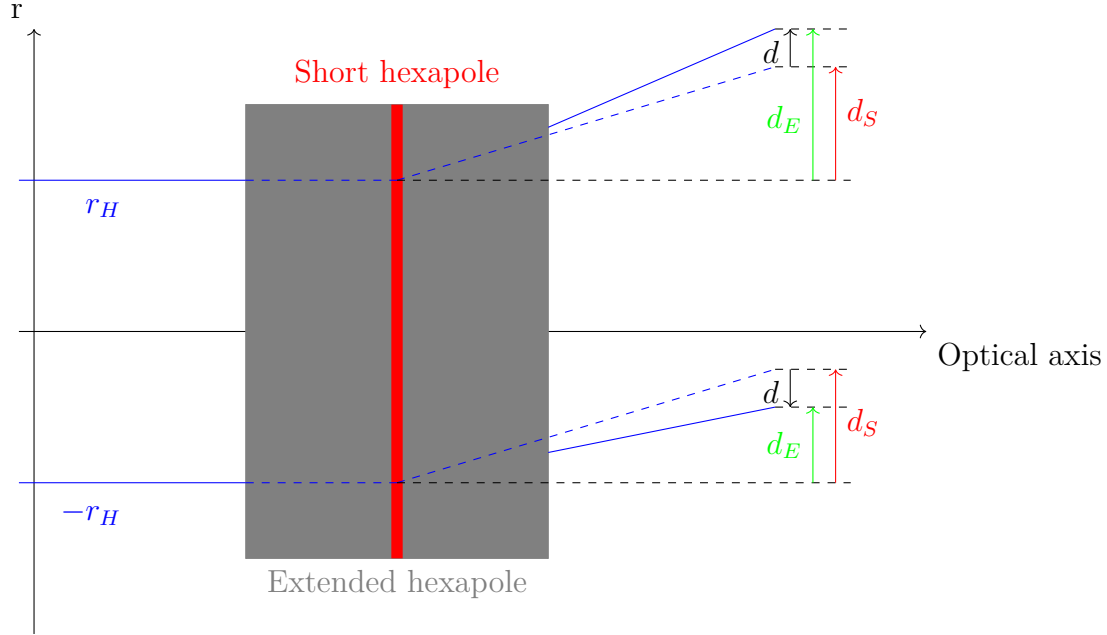 r
Short hexapole
d
d_E
d_S
r_H
Optical axis
d
d_E
d_S
−r_H
Extended hexapole